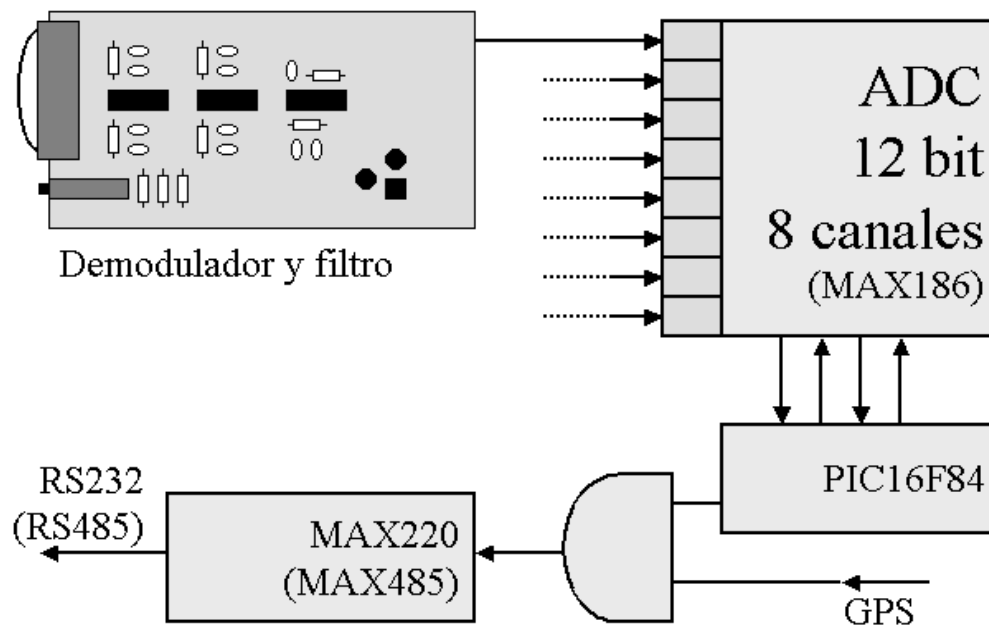 ADC
12 bit
8 canales
(MAX186)
Demodulador y filtro
PIC16F84
RS232
(RS485)
MAX220
(MAX485)
GPS